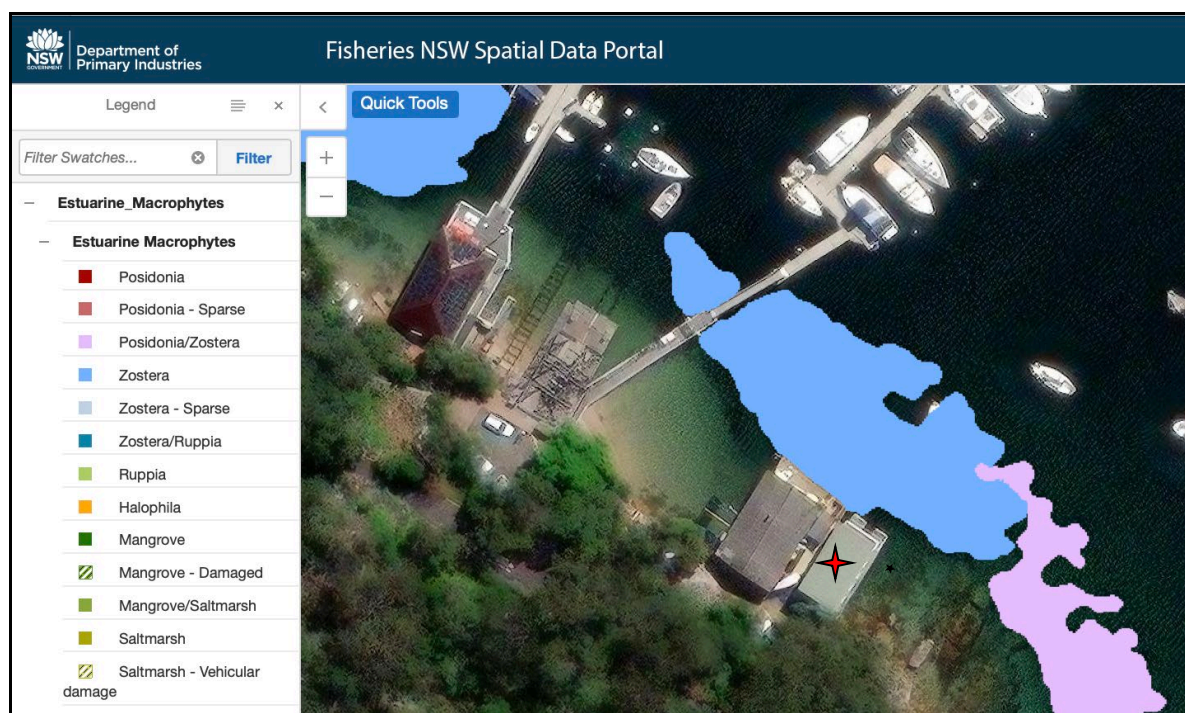 NSW
GOVERNMENT
Department of
Primary Industries
Fisheries NSW Spatial Data Portal
Legend
Quick Tools
Filter Swatches...
Filter
Estuarine_Macrophytes
Estuarine Macrophytes
Posidonia
Posidonia - Sparse
Posidonia/Zostera
Zostera
Zostera - Sparse
Zostera/Ruppia
Ruppia
Halophila
Mangrove
Mangrove - Damaged
Mangrove/Saltmarsh
Saltmarsh
Saltmarsh - Vehicular
damage